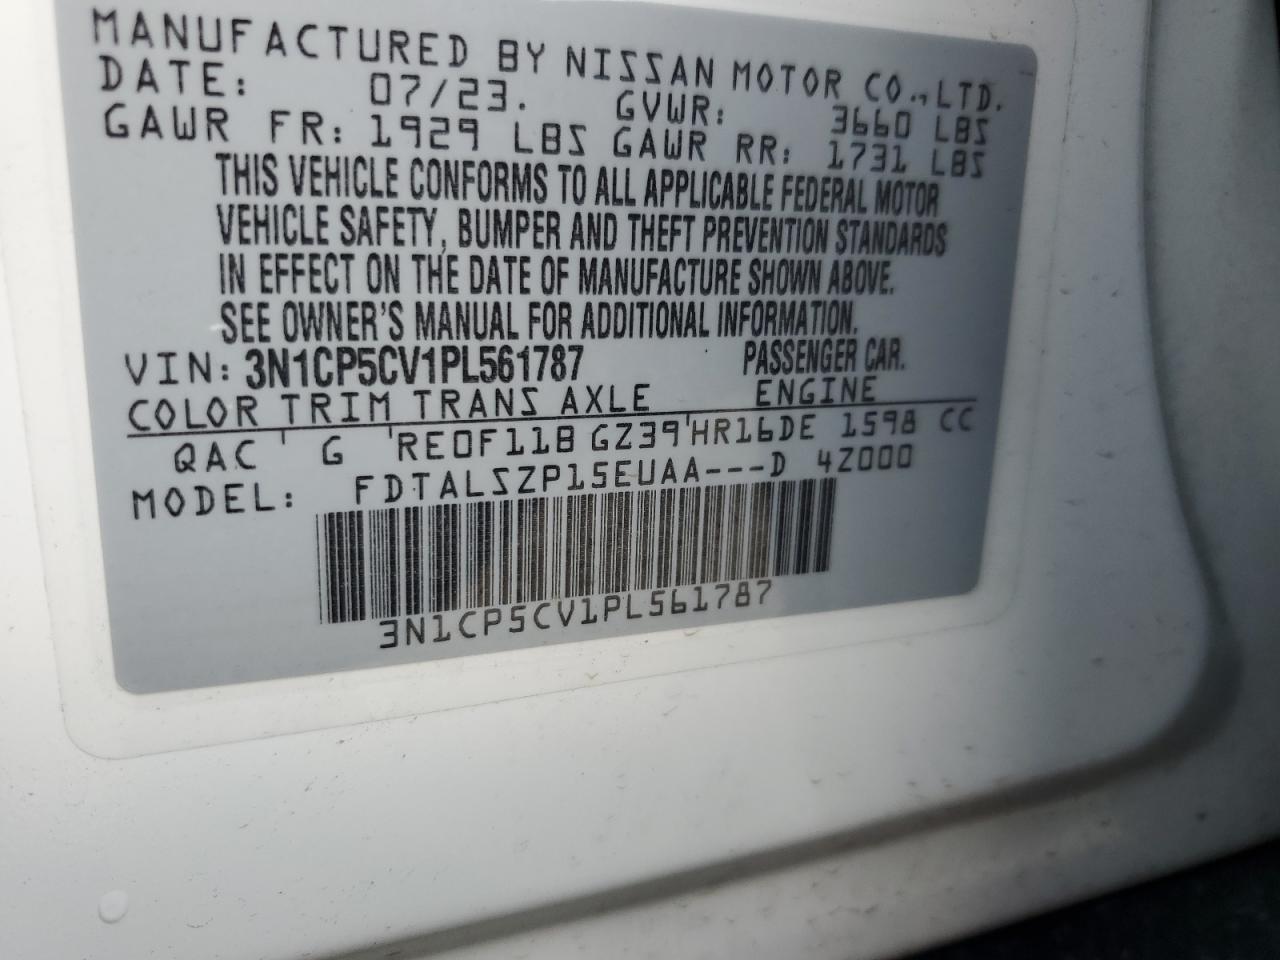 MANUFACTURED BY NISSAN MOTOR CO., LTD.
DATE: 07/23. GVWR: 3660 LBS
GAWR FR: 1929 LBS GAWR RR: 1731 LBS
THIS VEHICLE CONFORMS TO ALL APPLICABLE FEDERAL MOTOR
VEHICLE SAFETY, BUMPER AND THEFT PREVENTION STANDARDS
IN EFFECT ON THE DATE OF MANUFACTURE SHOWN ABOVE.
SEE OWNER'S MANUAL FOR ADDITIONAL INFORMATION.
VIN: 3N1CP5CV1PL561787 PASSENGER CAR.
COLOR TRIM TRANS AXLE ENGINE
QAC ' G 'RE0F11B GZ39'HR16DE 1598 CC
MODEL: FDTALSZP15EUAA---D 4Z000
3N1CP5CV1PL561787